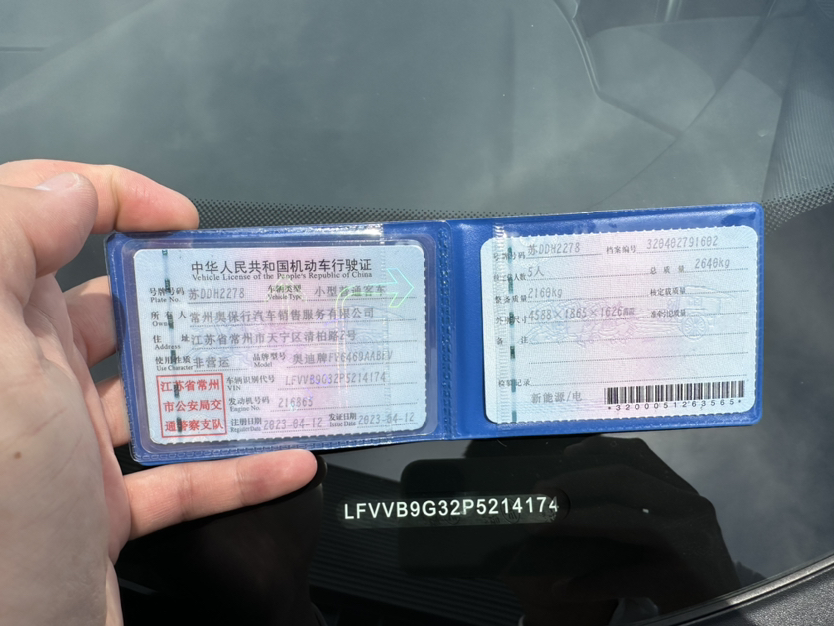 中华人民共和国机动车行驶证
Vehicle License of the People's Republic of China
号牌号码 苏DDH2278 车辆类型 小型普通客车
Plate No. Vehicle Type
所有人 常州奥保行汽车销售服务有限公司
Owner
住址 江苏省常州市天宁区清柏路2号
Address
使用性质 非营运 品牌型号 奥迪牌FV6460AABEV
Use Character Model
江苏省常州
市公安局交
通警察支队
车辆识别代号 LFVVB9G32P5214174
VIN
发动机号码 216865
Engine No.
注册日期 2023-04-12 发证日期 2023-04-12
Register Date Issue Date
号牌号码 苏DDH2278 档案编号 320402791602
核定载人数 5人 总质量 2640kg
整备质量 2160kg 核定载质量
外廓尺寸 4588×1865×1626mm 准牵引总质量
备注
检验记录
新能源/电
*3200051263565*
LFVVB9G32P5214174